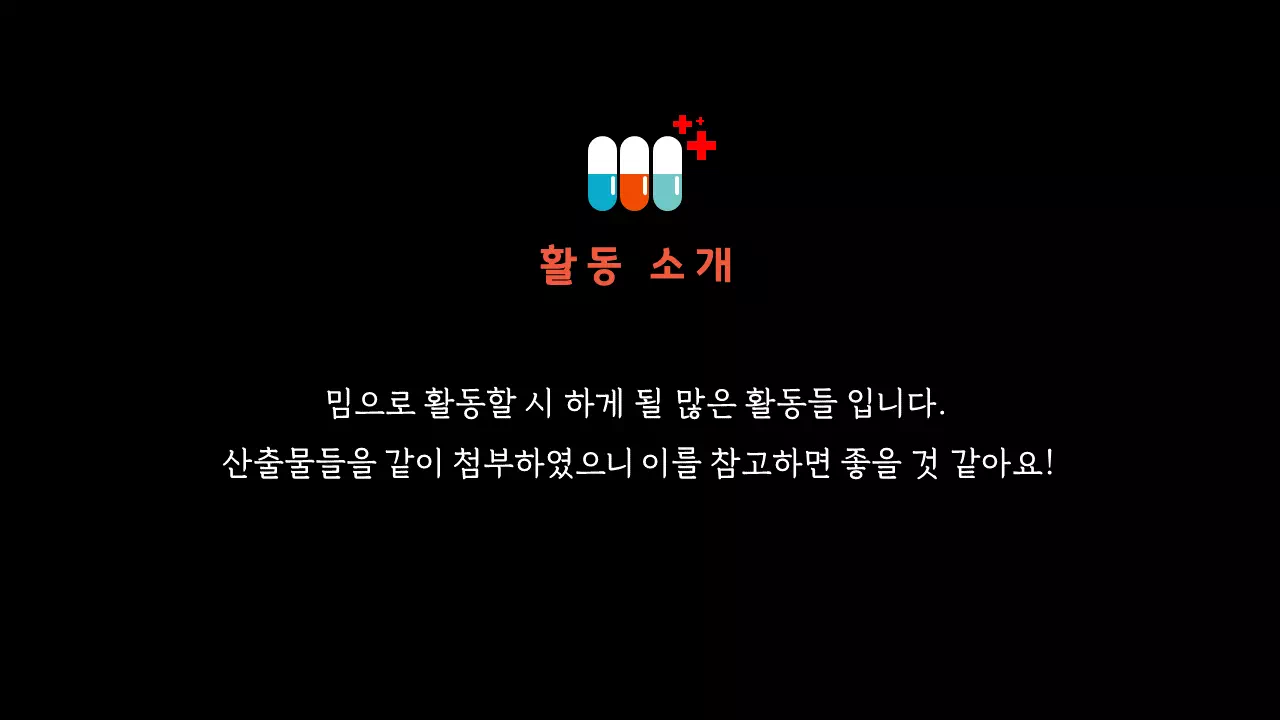 활동 소개
밈으로 활동할 시 하게 될 많은 활동들 입니다.
산출물들을 같이 첨부하였으니 이를 참고하면 좋을 것 같아요!